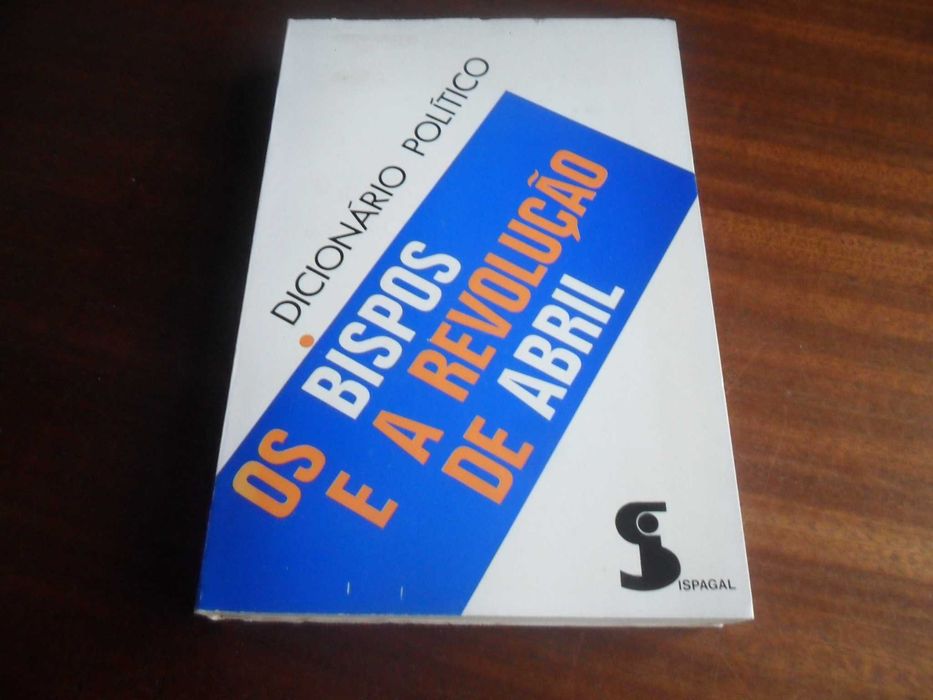 DICIONÁRIO POLÍTICO
OS BISPOS
E A REVOLUÇÃO
DE ABRIL
ISPAGAL